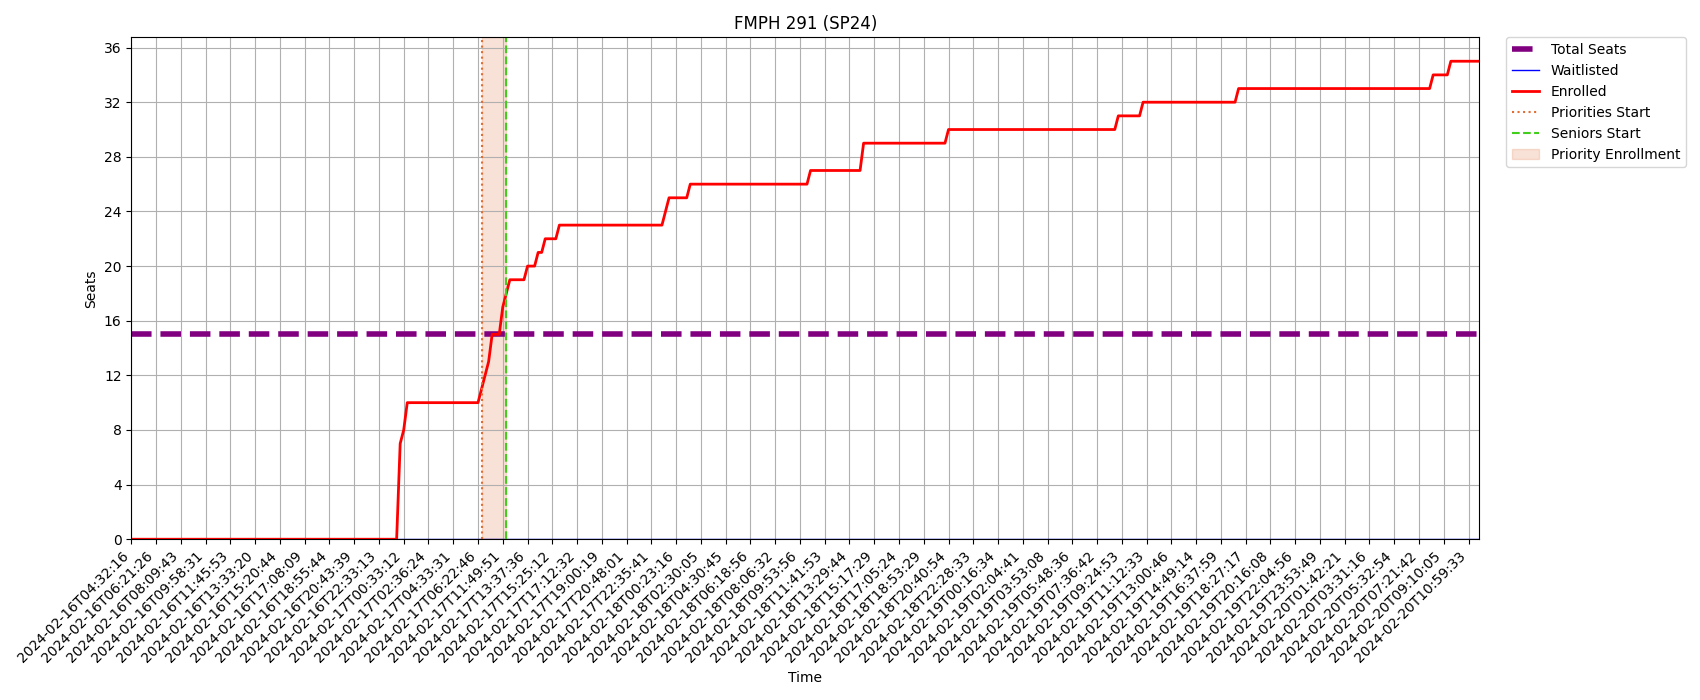 FMPH 291 (SP24)
36
32
28
24
20
16
12
8
4
0
Seats
Total Seats
Waitlisted
Enrolled
Priorities Start
Seniors Start
Priority Enrollment
2024-02-16T04:32:16
2024-02-16T06:21:26
2024-02-16T08:09:43
2024-02-16T09:58:31
2024-02-16T11:45:53
2024-02-16T13:33:20
2024-02-16T15:20:44
2024-02-16T17:08:09
2024-02-16T18:55:44
2024-02-16T20:43:39
2024-02-16T22:33:13
2024-02-17T00:33:12
2024-02-17T02:36:24
2024-02-17T04:33:31
2024-02-17T06:22:46
2024-02-17T11:49:51
2024-02-17T13:37:36
2024-02-17T15:25:12
2024-02-17T17:12:32
2024-02-17T19:00:19
2024-02-17T20:48:01
2024-02-17T22:35:41
2024-02-18T00:23:16
2024-02-18T02:30:05
2024-02-18T04:30:45
2024-02-18T06:18:56
2024-02-18T08:06:32
2024-02-18T09:53:56
2024-02-18T11:41:53
2024-02-18T13:29:44
2024-02-18T15:17:29
2024-02-18T17:05:24
2024-02-18T18:53:29
2024-02-18T20:40:54
2024-02-18T22:28:33
2024-02-19T00:16:34
2024-02-19T02:04:41
2024-02-19T03:53:08
2024-02-19T05:48:36
2024-02-19T07:36:42
2024-02-19T09:24:53
2024-02-19T11:12:33
2024-02-19T13:00:46
2024-02-19T14:49:14
2024-02-19T16:37:59
2024-02-19T18:27:17
2024-02-19T20:16:08
2024-02-19T22:04:56
2024-02-19T23:53:49
2024-02-20T01:42:21
2024-02-20T03:31:16
2024-02-20T05:32:54
2024-02-20T07:21:42
2024-02-20T09:10:05
2024-02-20T10:59:33
Time